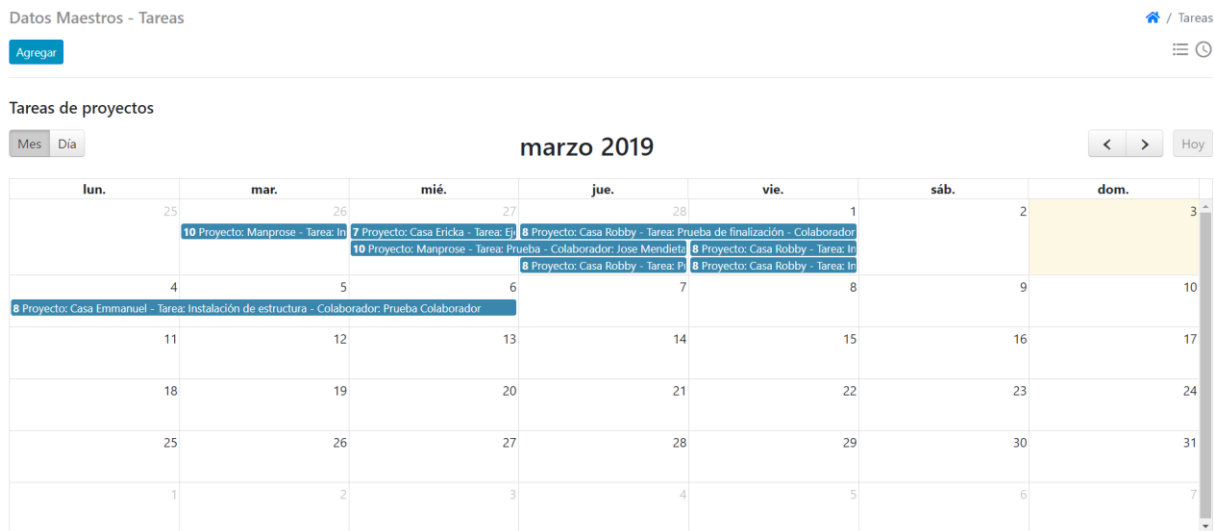 Datos Maestros - Tareas
/ Tareas
Agregar
Tareas de proyectos
Mes Día
marzo 2019
Hoy
lun. mar. mié. jue. vie. sáb. dom.
25 26 27 28 1 2 3
10 Proyecto: Manprose - Tarea: In 7 Proyecto: Casa Ericka - Tarea: Ej 8 Proyecto: Casa Robby - Tarea: Prueba de finalización - Colaborador
10 Proyecto: Manprose - Tarea: Prueba - Colaborador: Jose Mendieta 8 Proyecto: Casa Robby - Tarea: In
8 Proyecto: Casa Robby - Tarea: P 8 Proyecto: Casa Robby - Tarea: In
4 5 6 7 8 9 10
8 Proyecto: Casa Emmanuel - Tarea: Instalación de estructura - Colaborador: Prueba Colaborador
11 12 13 14 15 16 17
18 19 20 21 22 23 24
25 26 27 28 29 30 31
1 2 3 4 5 6 7